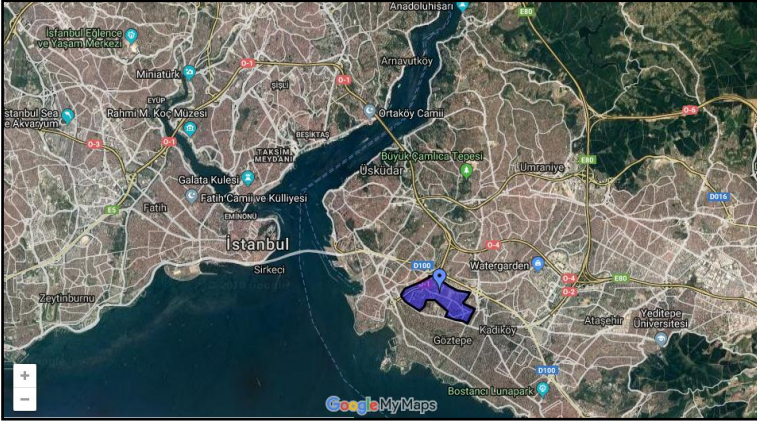 Anadoluhisarı
E80
İstanbul Eğlence
ve Yaşam Merkezi
O-1
Arnavutköy
Miniatürk
ŞİŞLİ
O-1
EYÜP
Ortaköy Camii
O-6
stanbul Sea
e Akvaryum
Rahmi M. Koç Müzesi
BEŞİKTAŞ
O-3
O-1
TAKSİM
MEYDANI
Büyük Çamlıca Tepesi
E80
Ümraniye
Üsküdar
Galata Kulesi
Fatih Camii ve Külliyesi
D016
E5
Fatih
EMİNÖNÜ
İstanbul
O-4
Sirkeci
D100
Watergarden
O-4
E80
O-2
Zeytinburnu
Kadıköy
Ataşehir
Yeditepe
Üniversitesi
Göztepe
D100
Bostancı Lunapark
+
−
Google My Maps